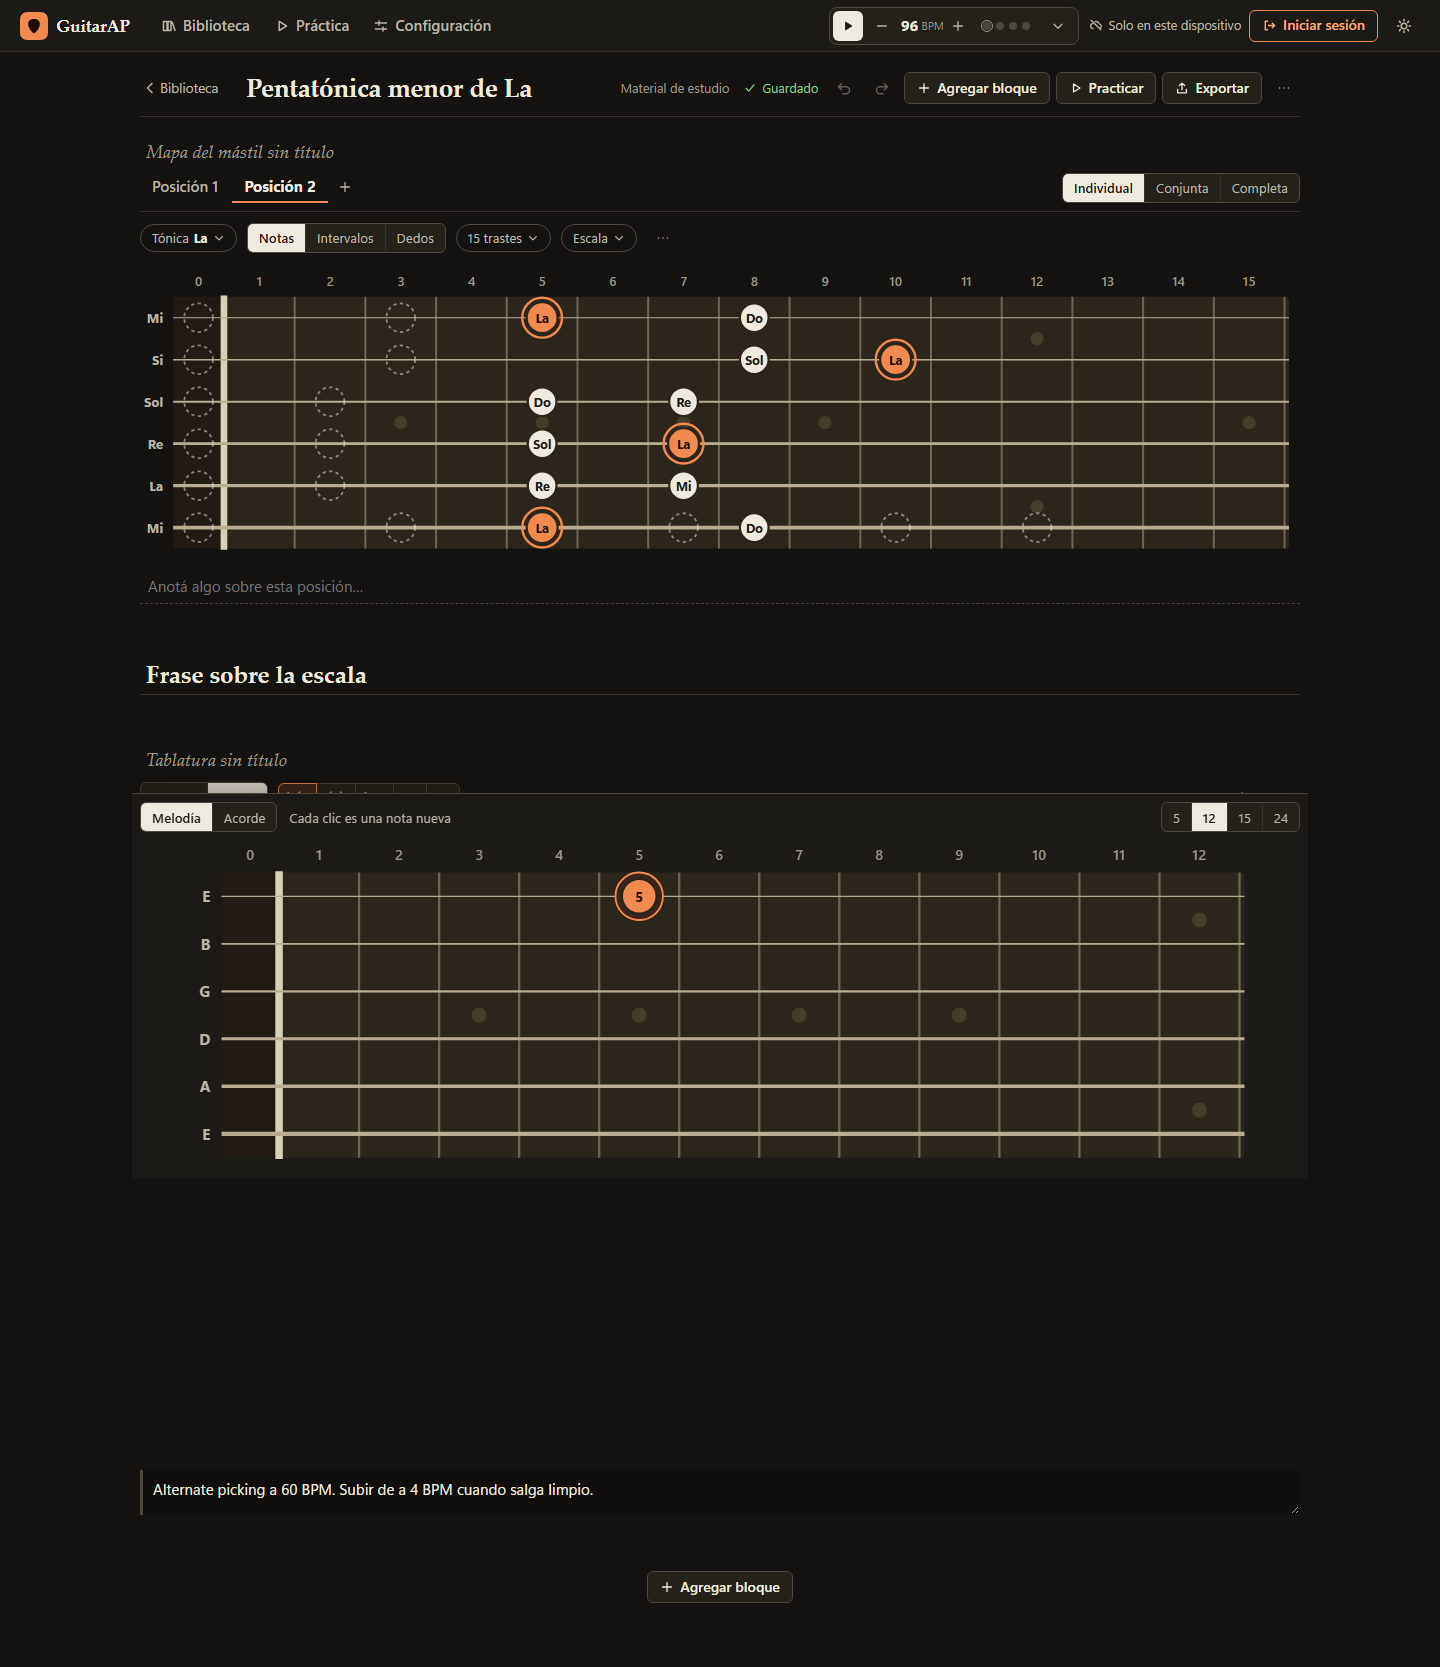 GuitarAP Biblioteca Práctica Configuración 96 BPM Solo en este dispositivo Iniciar sesión
Biblioteca Pentatónica menor de La Material de estudio Guardado Agregar bloque Practicar Exportar
Mapa del mástil sin título
Posición 1 Posición 2 Individual Conjunta Completa
Tónica La Notas Intervalos Dedos 15 trastes Escala
0 1 2 3 4 5 6 7 8 9 10 11 12 13 14 15
Mi La Do
Si Sol La
Sol Do Re
Re Sol La
La Re Mi
Mi La Do
Anotá algo sobre esta posición...
Frase sobre la escala
Tablatura sin título
Melodía Acorde Cada clic es una nota nueva 5 12 15 24
0 1 2 3 4 5 6 7 8 9 10 11 12
E 5
B
G
D
A
E
Alternate picking a 60 BPM. Subir de a 4 BPM cuando salga limpio.
Agregar bloque